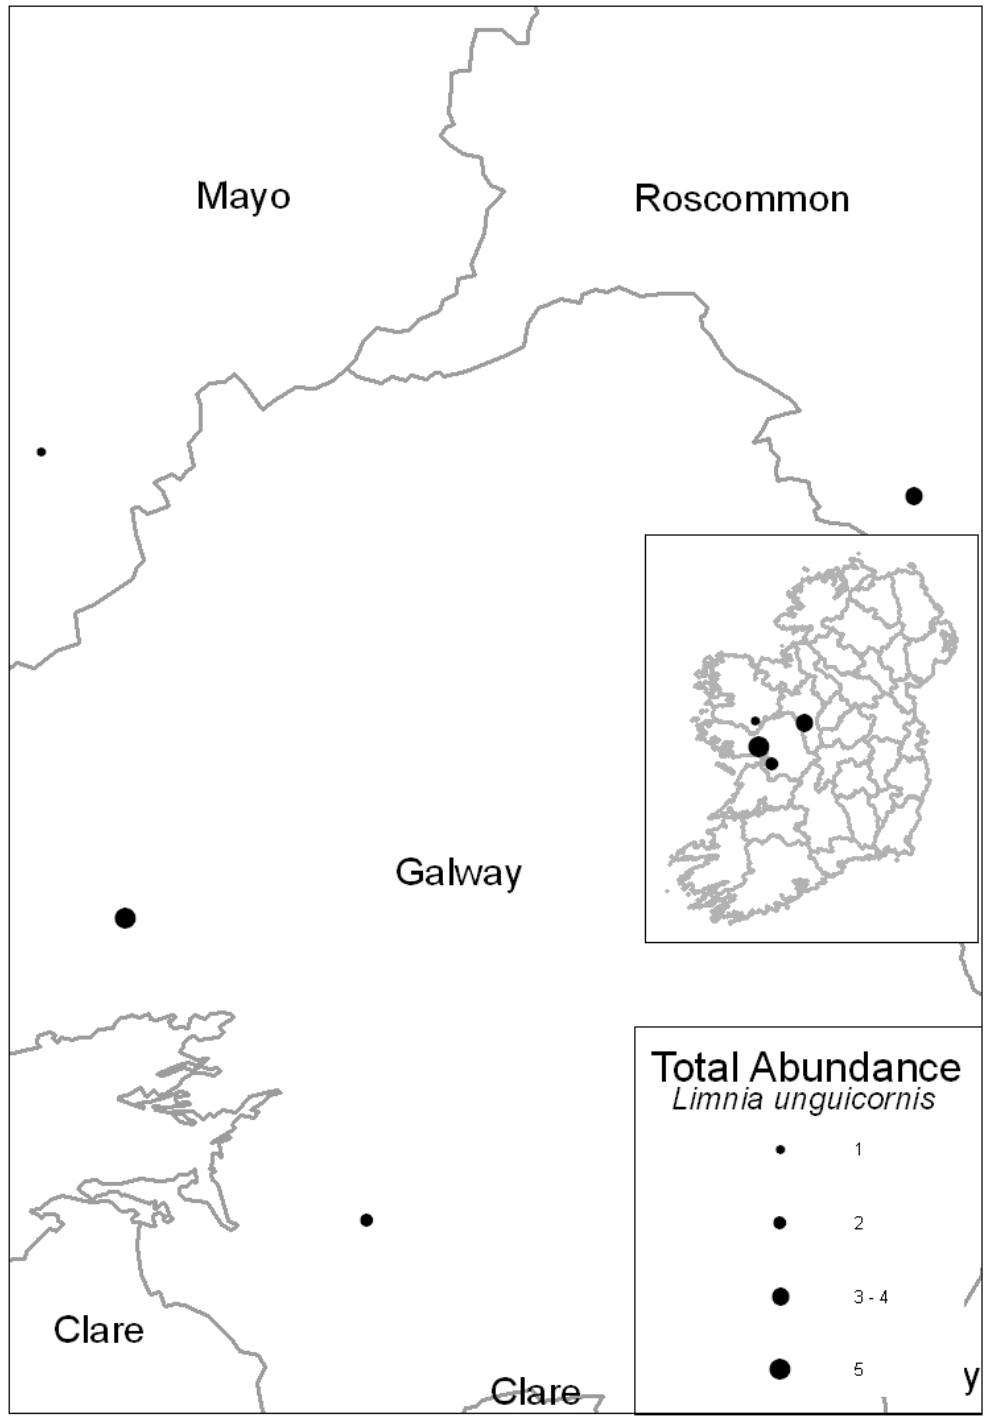 Mayo
Roscommon
Galway
Total Abundance
Limnia unguicornis
1
2
3 - 4
5
Clare
Clare
y